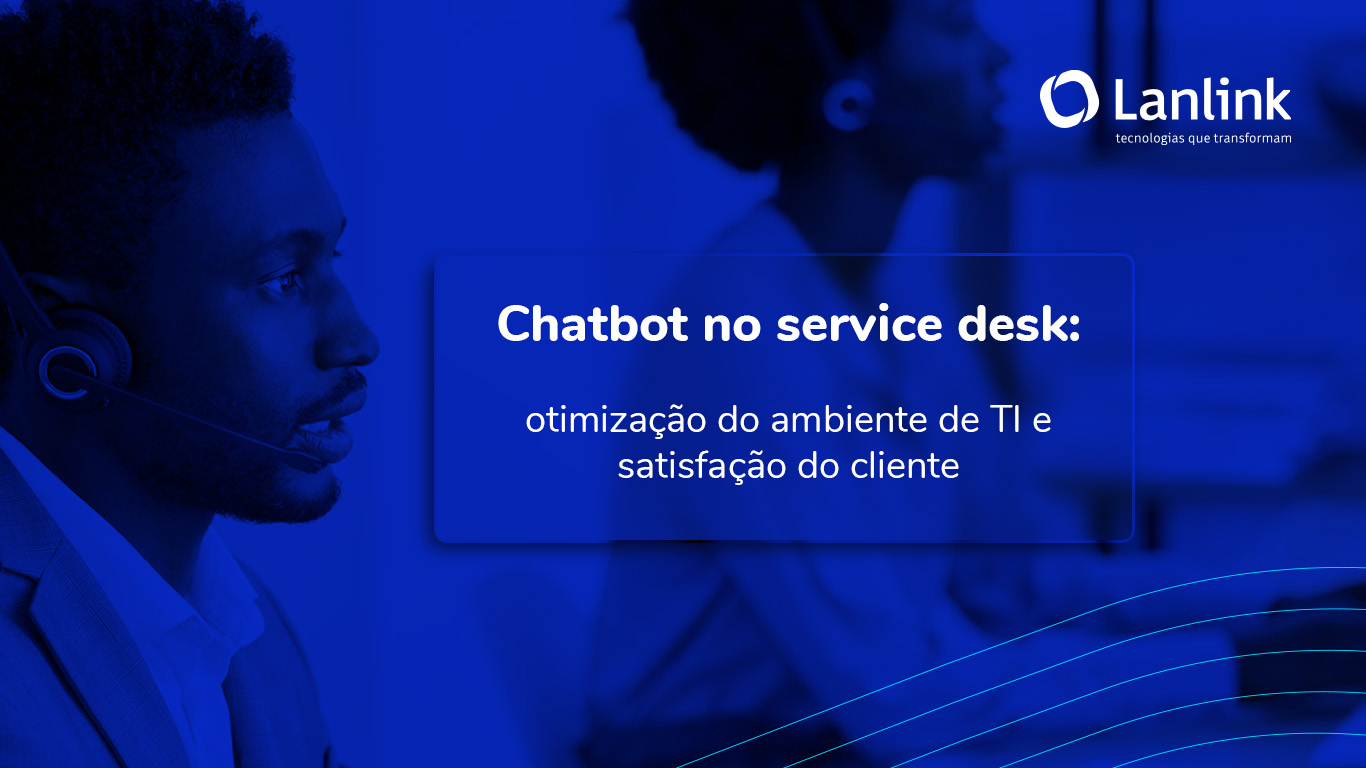 Lanlink
tecnologias que transformam
Chatbot no service desk:
otimização do ambiente de TI e
satisfação do cliente